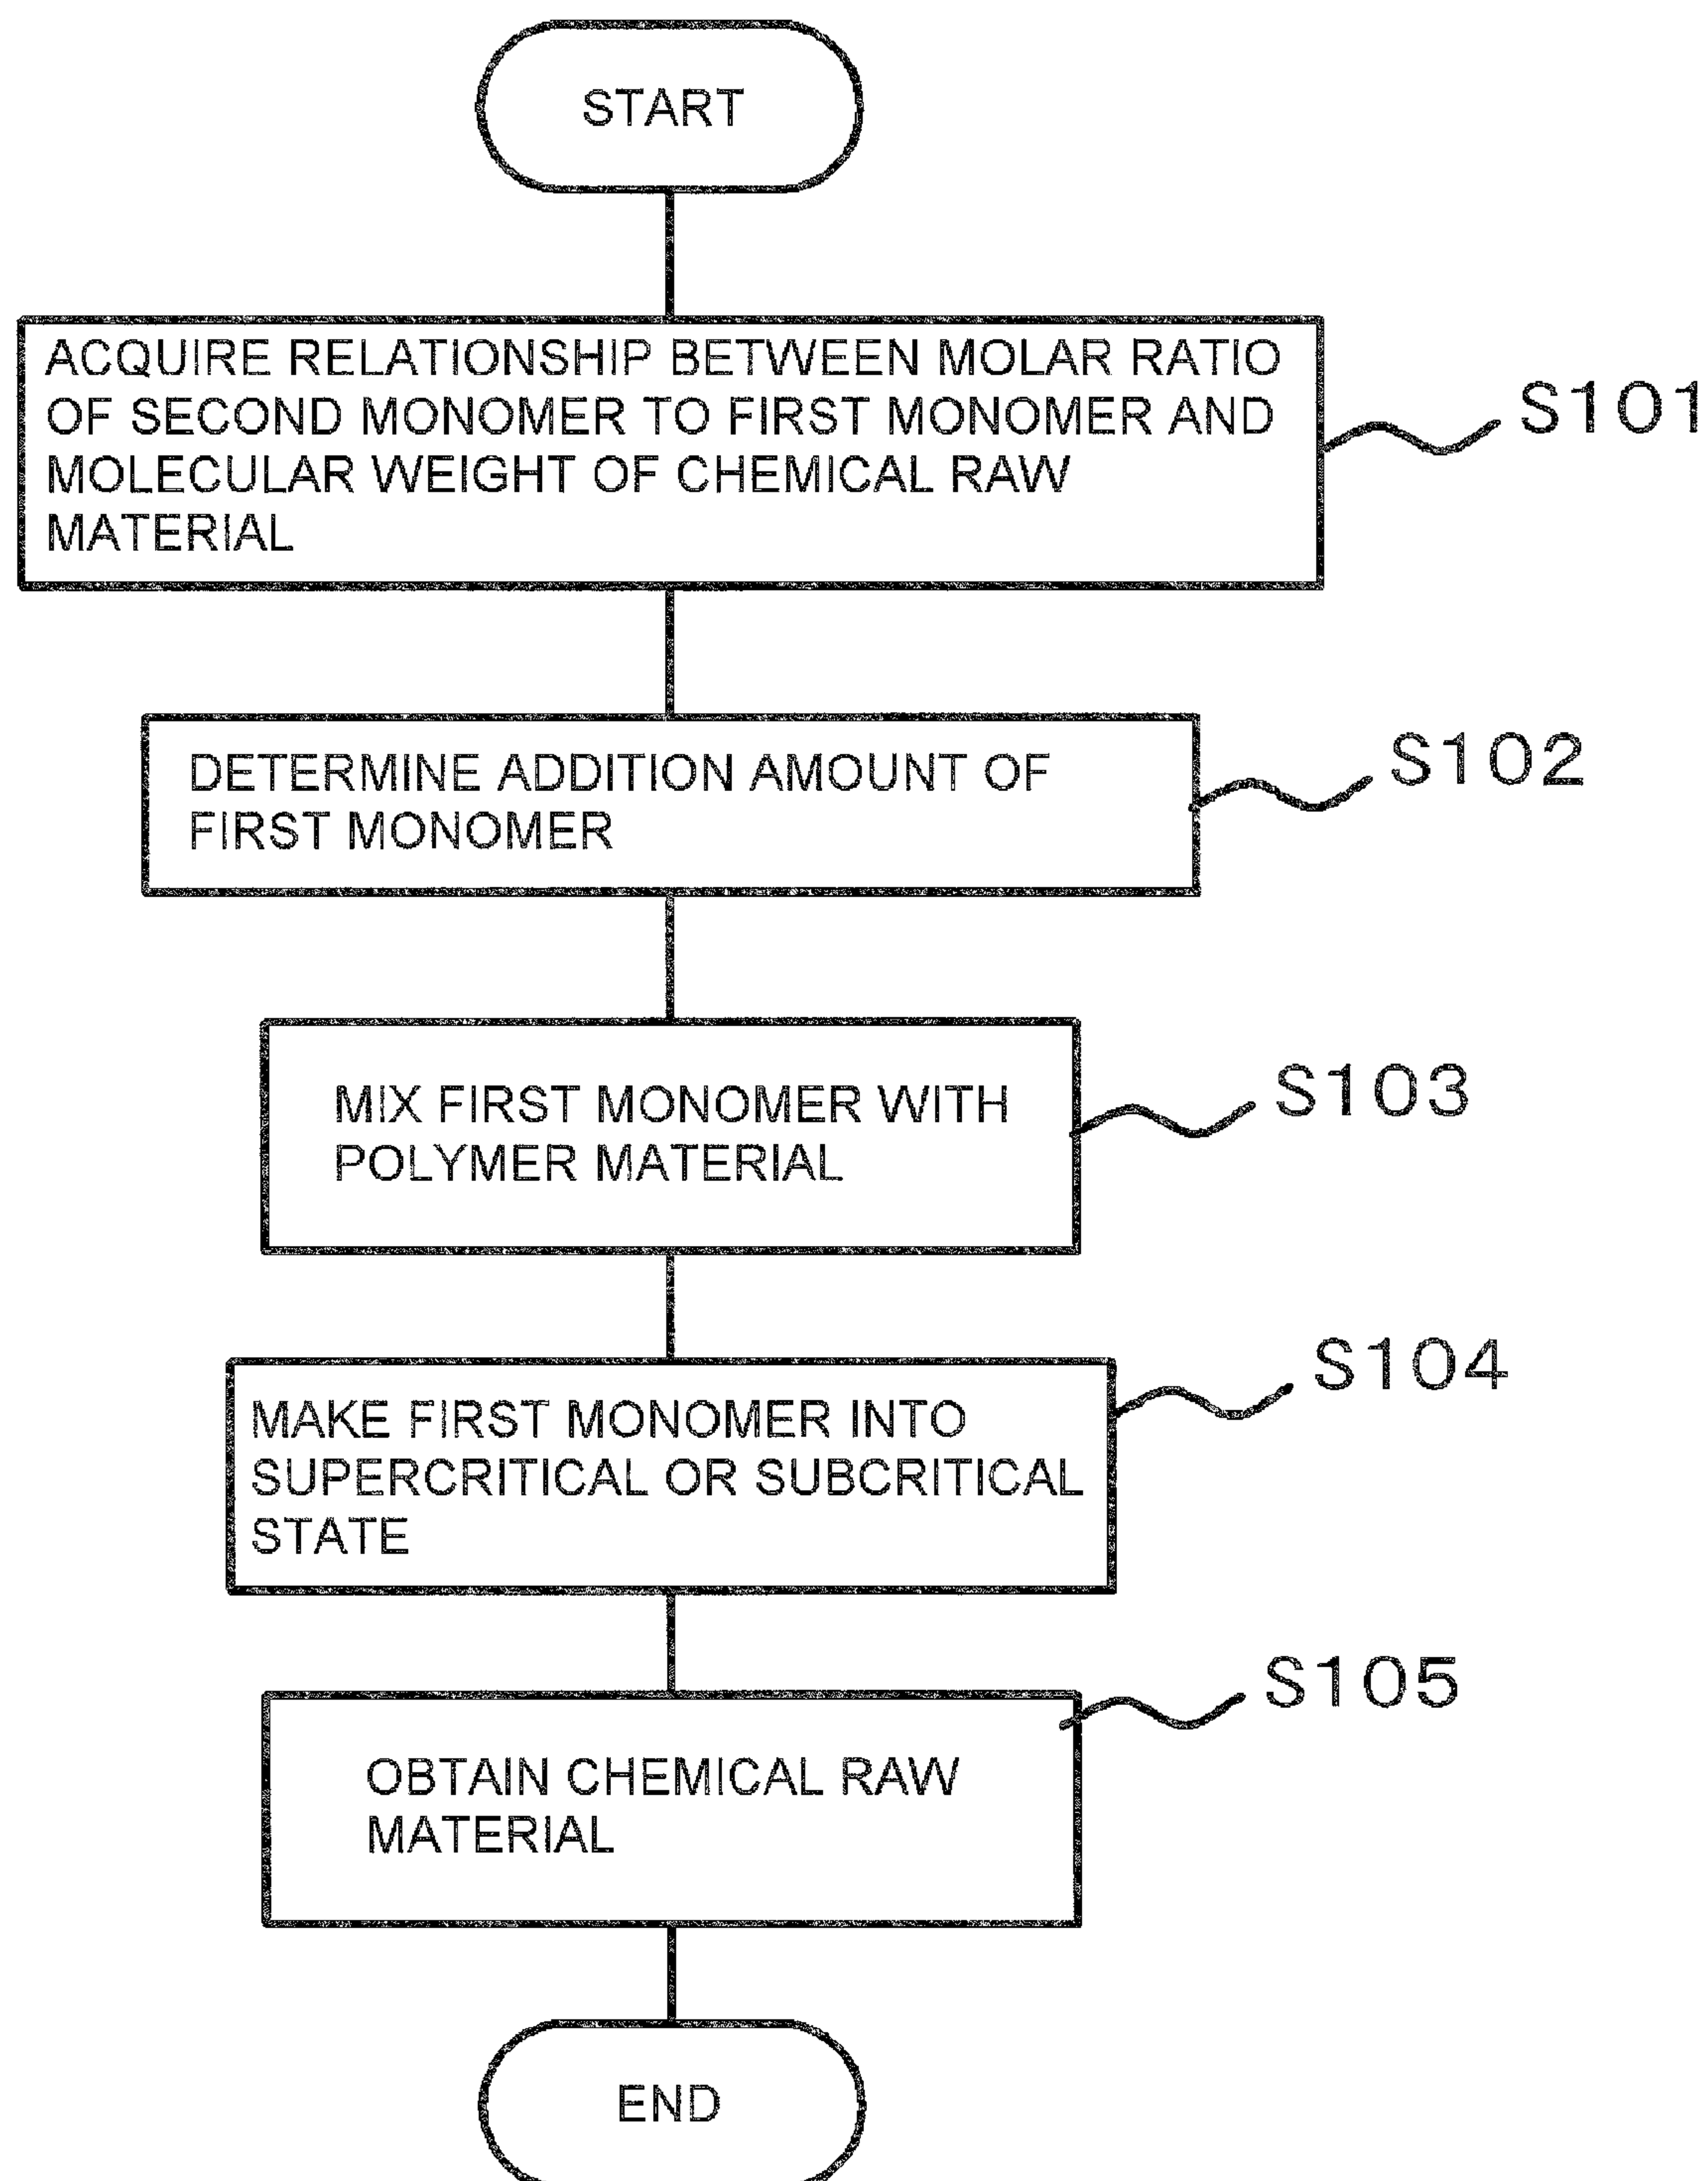 START
ACQUIRE RELATIONSHIP BETWEEN MOLAR RATIO
OF SECOND MONOMER TO FIRST MONOMER AND
MOLECULAR WEIGHT OF CHEMICAL RAW
MATERIAL
S101
DETERMINE ADDITION AMOUNT OF
FIRST MONOMER
S102
MIX FIRST MONOMER WITH
POLYMER MATERIAL
S103
MAKE FIRST MONOMER INTO
SUPERCRITICAL OR SUBCRITICAL
STATE
S104
OBTAIN CHEMICAL RAW
MATERIAL
S105
END